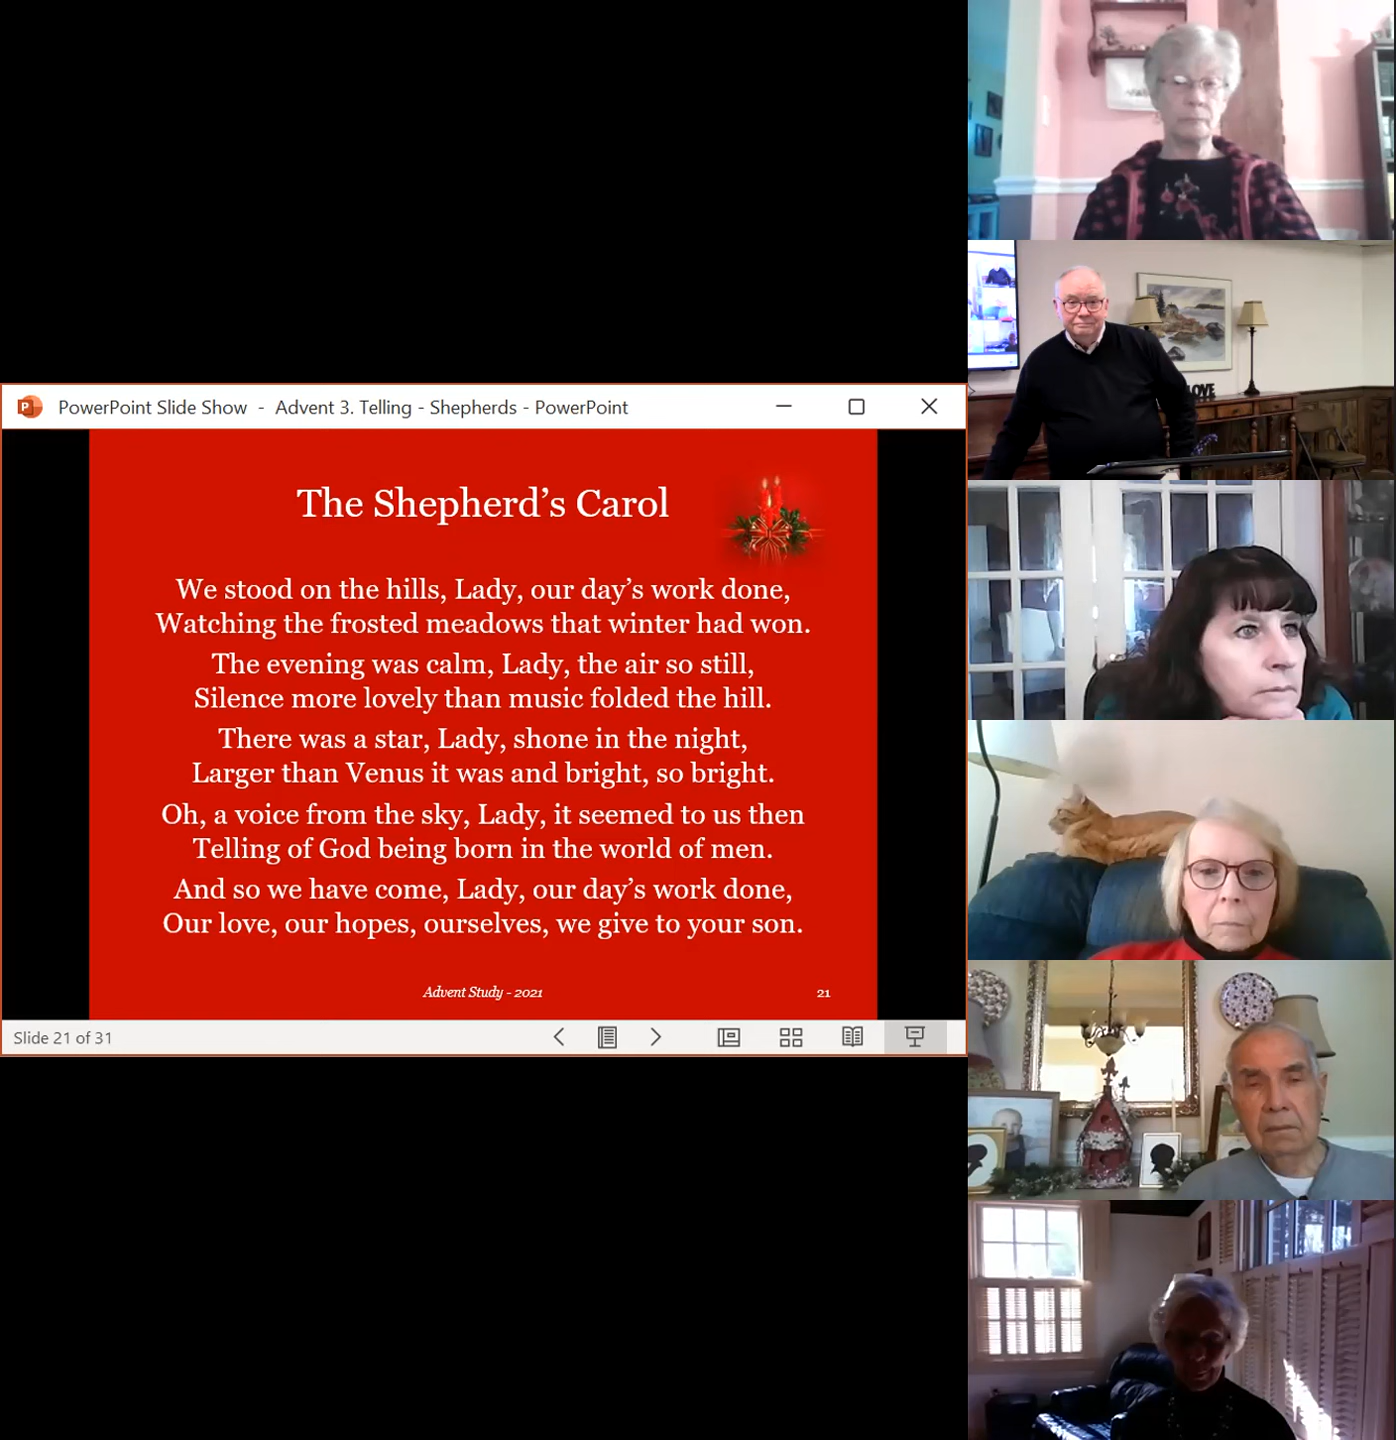 PowerPoint Slide Show - Advent 3. Telling - Shepherds - PowerPoint
The Shepherd’s Carol
We stood on the hills, Lady, our day’s work done,
Watching the frosted meadows that winter had won.
The evening was calm, Lady, the air so still,
Silence more lovely than music folded the hill.
There was a star, Lady, shone in the night,
Larger than Venus it was and bright, so bright.
Oh, a voice from the sky, Lady, it seemed to us then
Telling of God being born in the world of men.
And so we have come, Lady, our day’s work done,
Our love, our hopes, ourselves, we give to your son.
Advent Study - 2021
21
Slide 21 of 31
LOVE